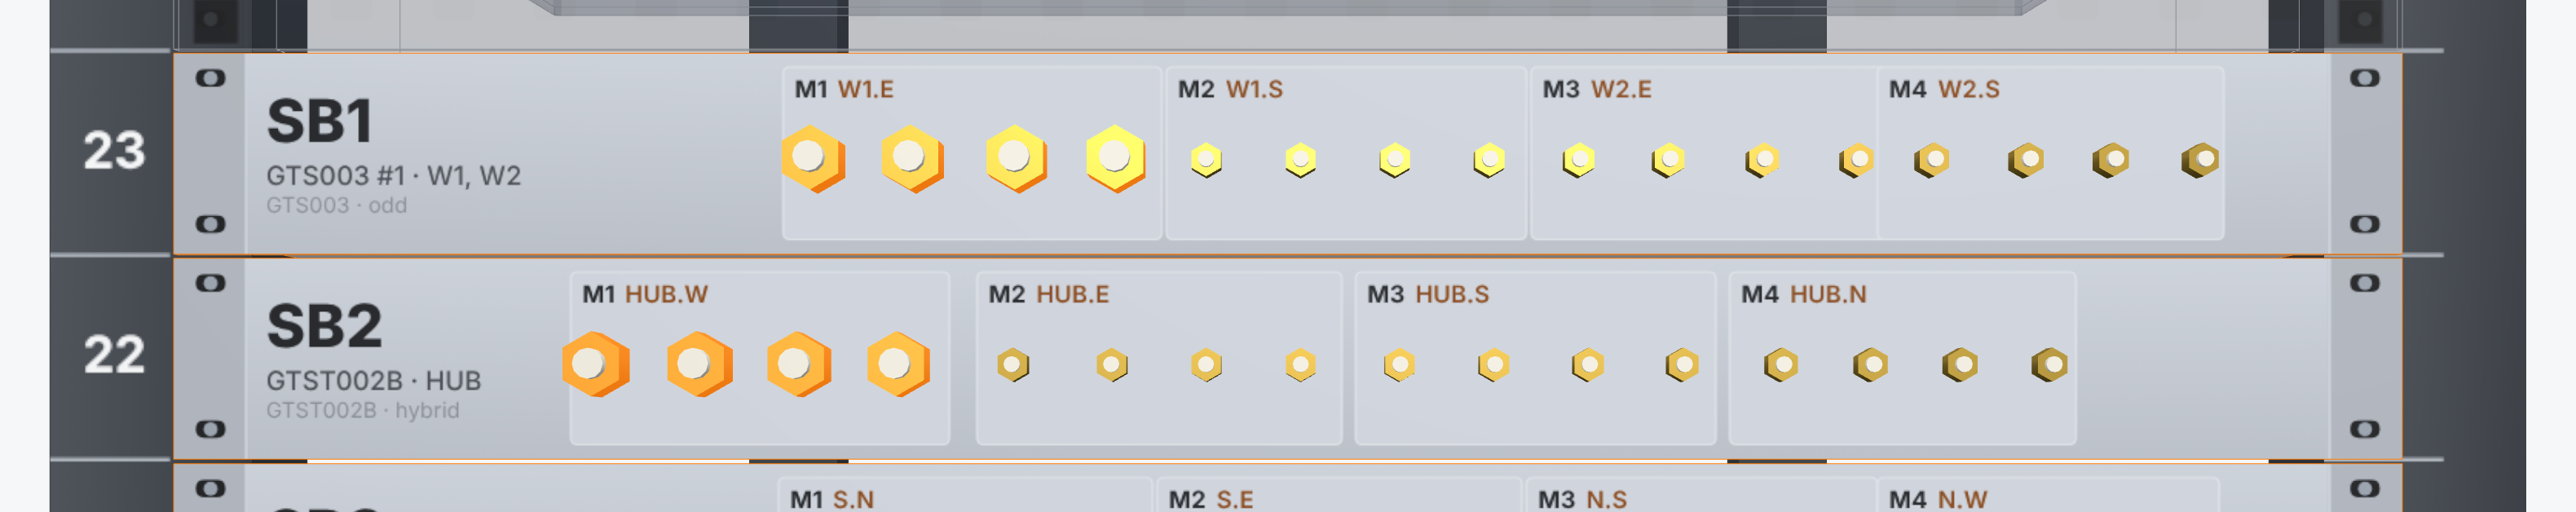 23
SB1
GTS003 #1 · W1, W2
GTS003 · odd
M1 W1.E
M2 W1.S
M3 W2.E
M4 W2.S
22
SB2
GTST002B · HUB
GTST002B · hybrid
M1 HUB.W
M2 HUB.E
M3 HUB.S
M4 HUB.N
M1 S.N
M2 S.E
M3 N.S
M4 N.W